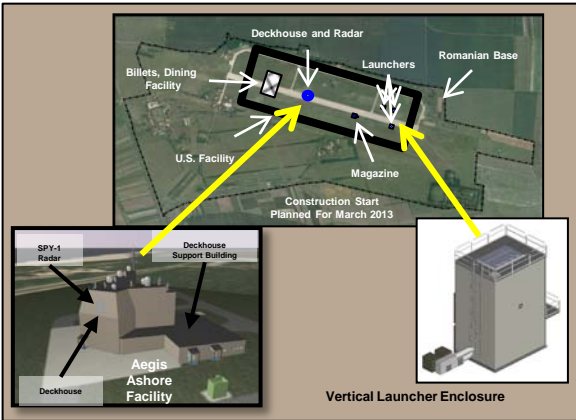 Deckhouse and Radar
Launchers
Romanian Base
Billets, Dining
Facility
U.S. Facility
Magazine
Construction Start
Planned For March 2013
SPY-1
Radar
Deckhouse
Support Building
Deckhouse
Aegis
Ashore
Facility
Vertical Launcher Enclosure